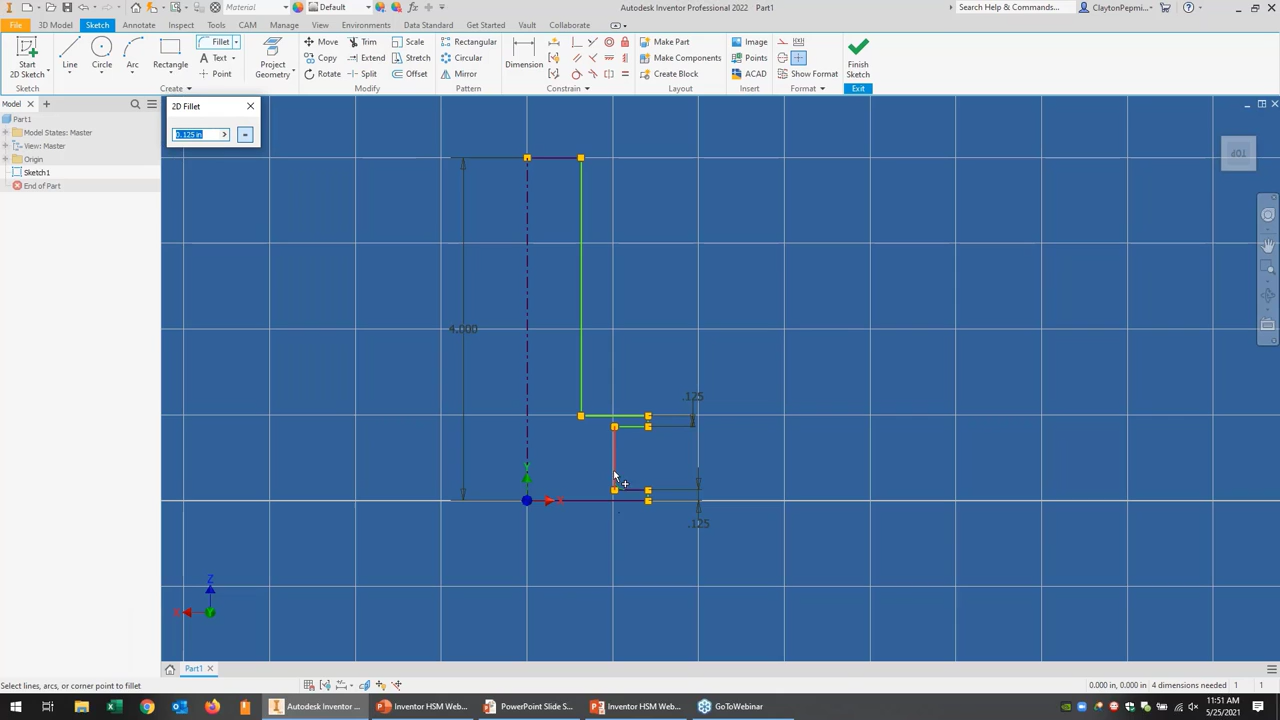 Material
Default
Autodesk Inventor Professional 2022 Part1
Search Help & Commands...
ClaytonPepmi...
File
3D Model
Sketch
Annotate
Inspect
Tools
CAM
Manage
View
Environments
Data Standard
Get Started
Vault
Collaborate
Start
2D Sketch
Line
Circle
Arc
Rectangle
Fillet
Text
Point
Project
Geometry
Move
Copy
Rotate
Trim
Extend
Split
Scale
Stretch
Offset
Rectangular
Circular
Mirror
Dimension
Make Part
Make Components
Create Block
Image
Points
ACAD
Show Format
Finish
Sketch
Sketch
Create
Modify
Pattern
Constrain
Layout
Insert
Format
Exit
Model
2D Fillet
0.125 in
Part1
Model States: Master
View: Master
Origin
Sketch1
End of Part
TOP
4.000
.125
.125
Y
X
Z
X
Part1
Select lines, arcs, or corner point to fillet
0.000 in, 0.000 in
4 dimensions needed
1
1
Autodesk Inventor ...
Inventor HSM Web...
PowerPoint Slide S...
Inventor HSM Web...
GoToWebinar
11:51 AM
5/25/2021